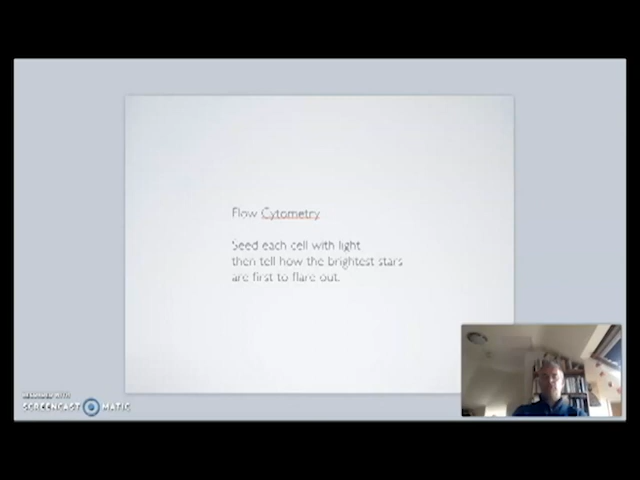 Flow Cytometry
Seed each cell with light
then tell how the brightest stars
are first to flare out.
RECORDED WITH
SCREENCAST MATIC